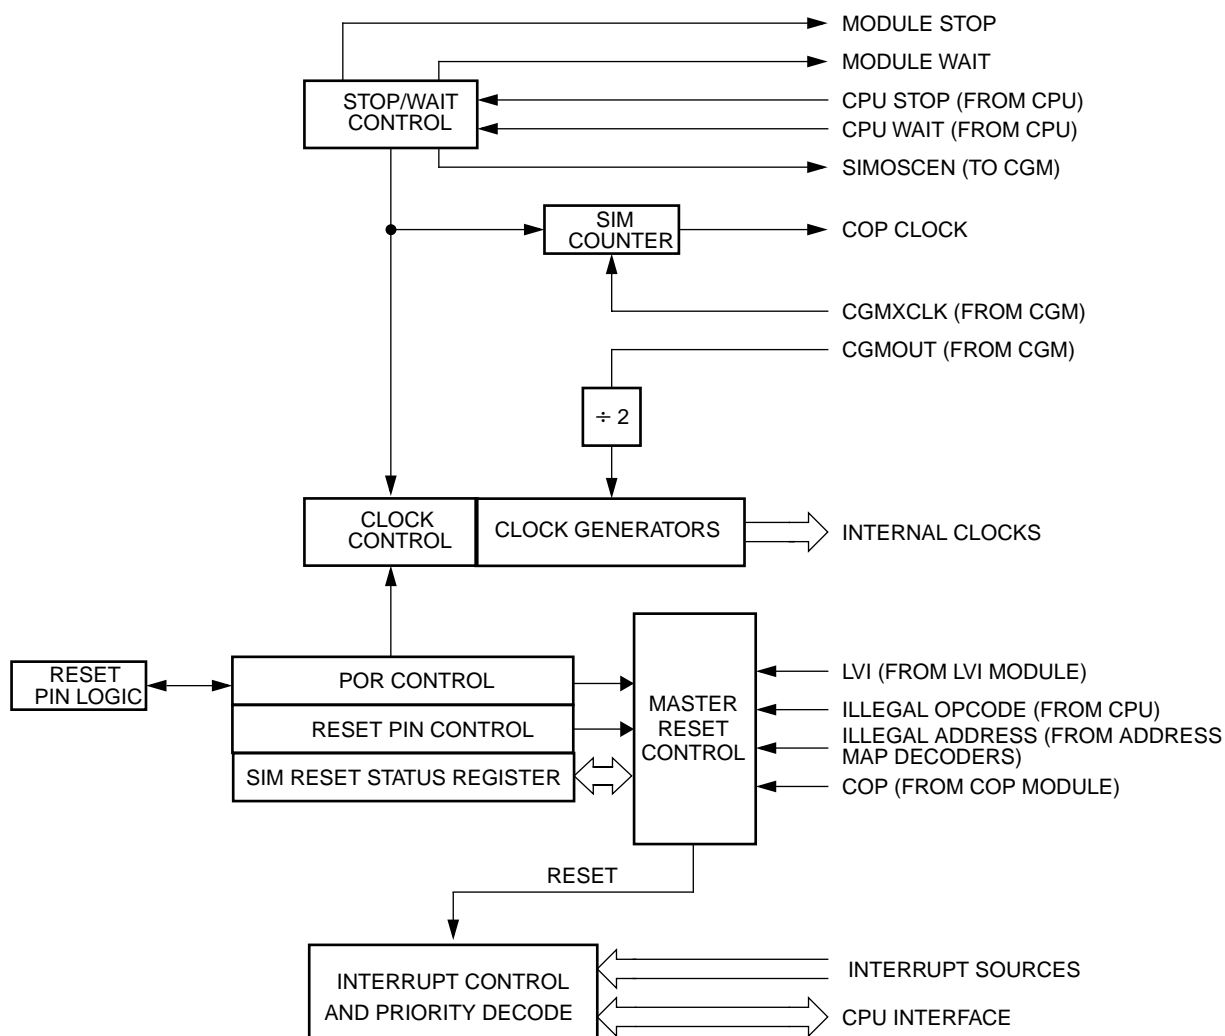 MODULE STOP
MODULE WAIT
STOP/WAIT
CONTROL
CPU STOP (FROM CPU)
CPU WAIT (FROM CPU)
SIMOSCEN (TO CGM)
SIM
COUNTER
COP CLOCK
CGMXCLK (FROM CGM)
CGMOUT (FROM CGM)
÷ 2
CLOCK
CONTROL
CLOCK GENERATORS
INTERNAL CLOCKS
RESET
PIN LOGIC
POR CONTROL
RESET PIN CONTROL
SIM RESET STATUS REGISTER
MASTER
RESET
CONTROL
LVI (FROM LVI MODULE)
ILLEGAL OPCODE (FROM CPU)
ILLEGAL ADDRESS (FROM ADDRESS
MAP DECODERS)
COP (FROM COP MODULE)
RESET
INTERRUPT CONTROL
AND PRIORITY DECODE
INTERRUPT SOURCES
CPU INTERFACE